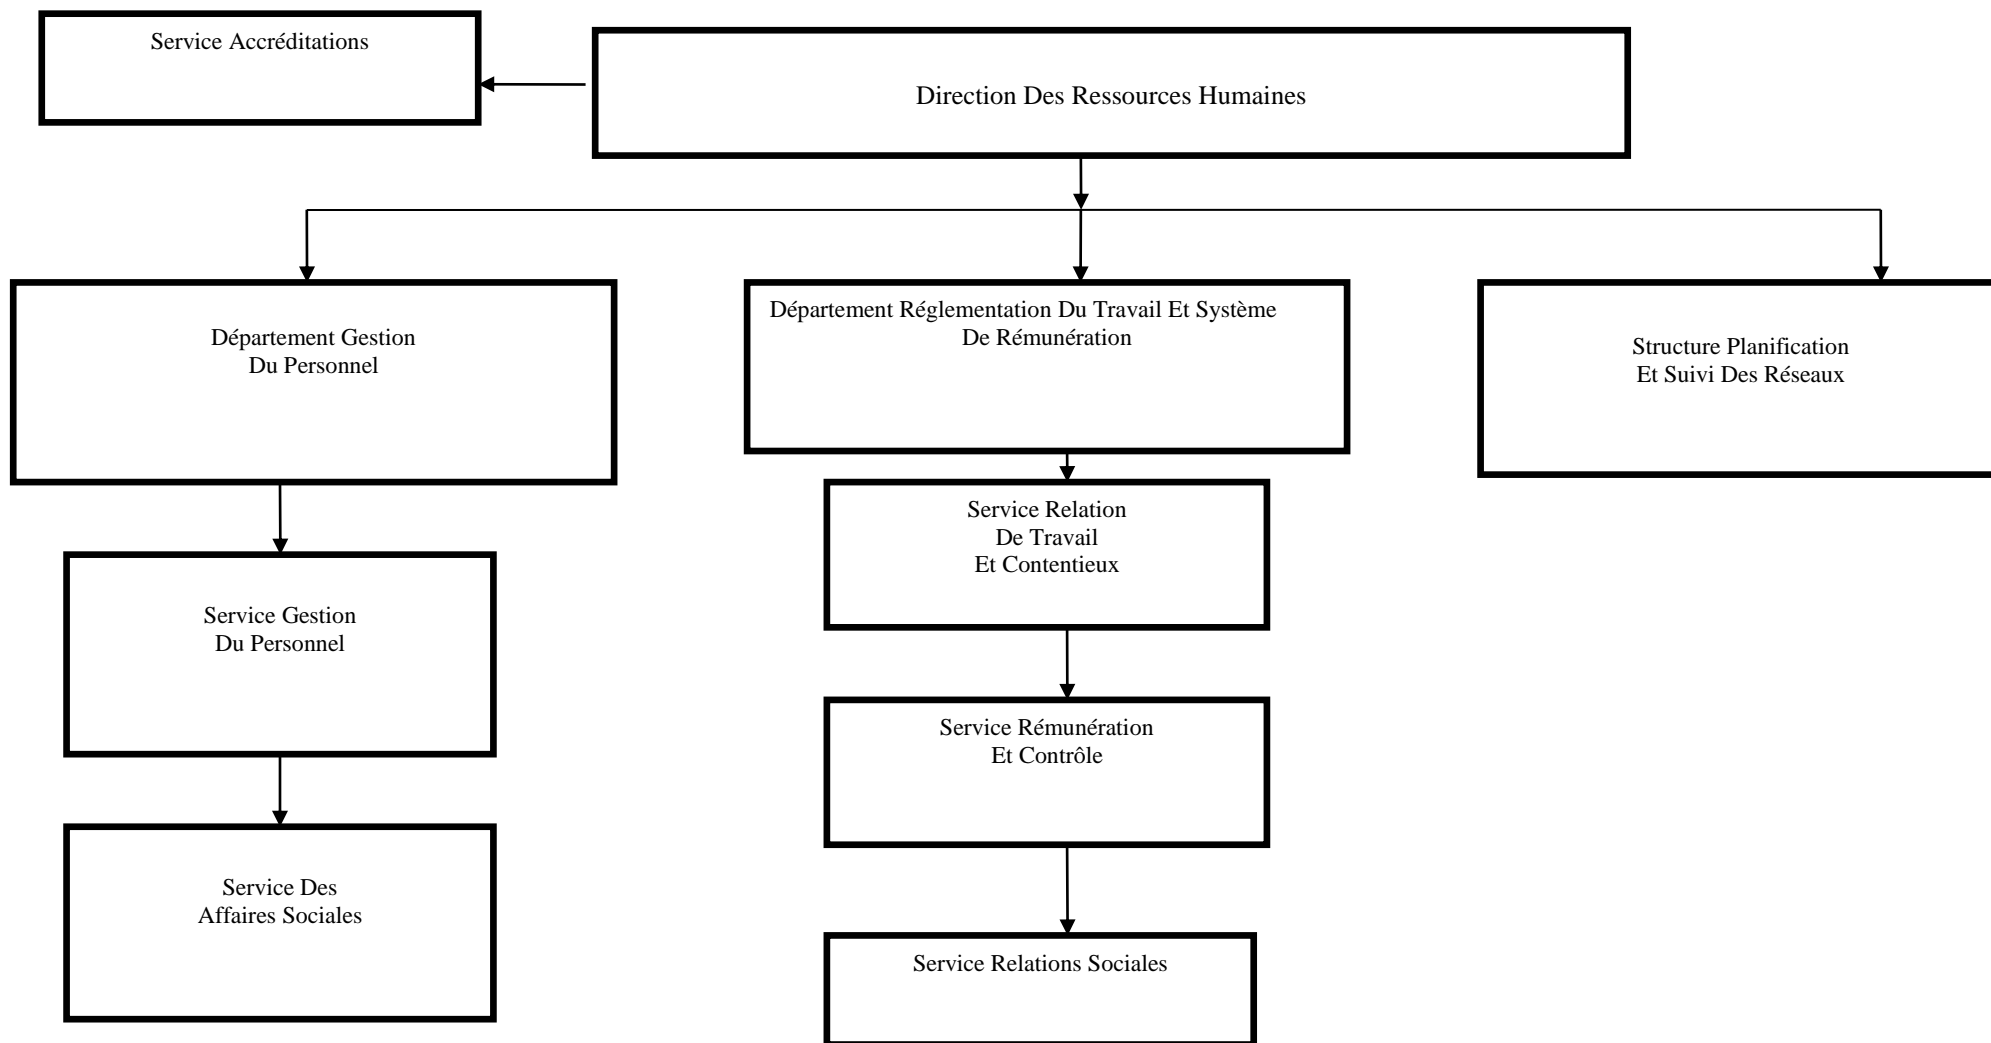 Service Accréditations
Direction Des Ressources Humaines
Département Gestion
Du Personnel
Département Réglementation Du Travail Et Système
De Rémunération
Structure Planification
Et Suivi Des Réseaux
Service Relation
De Travail
Et Contentieux
Service Gestion
Du Personnel
Service Rémunération
Et Contrôle
Service Des
Affaires Sociales
Service Relations Sociales